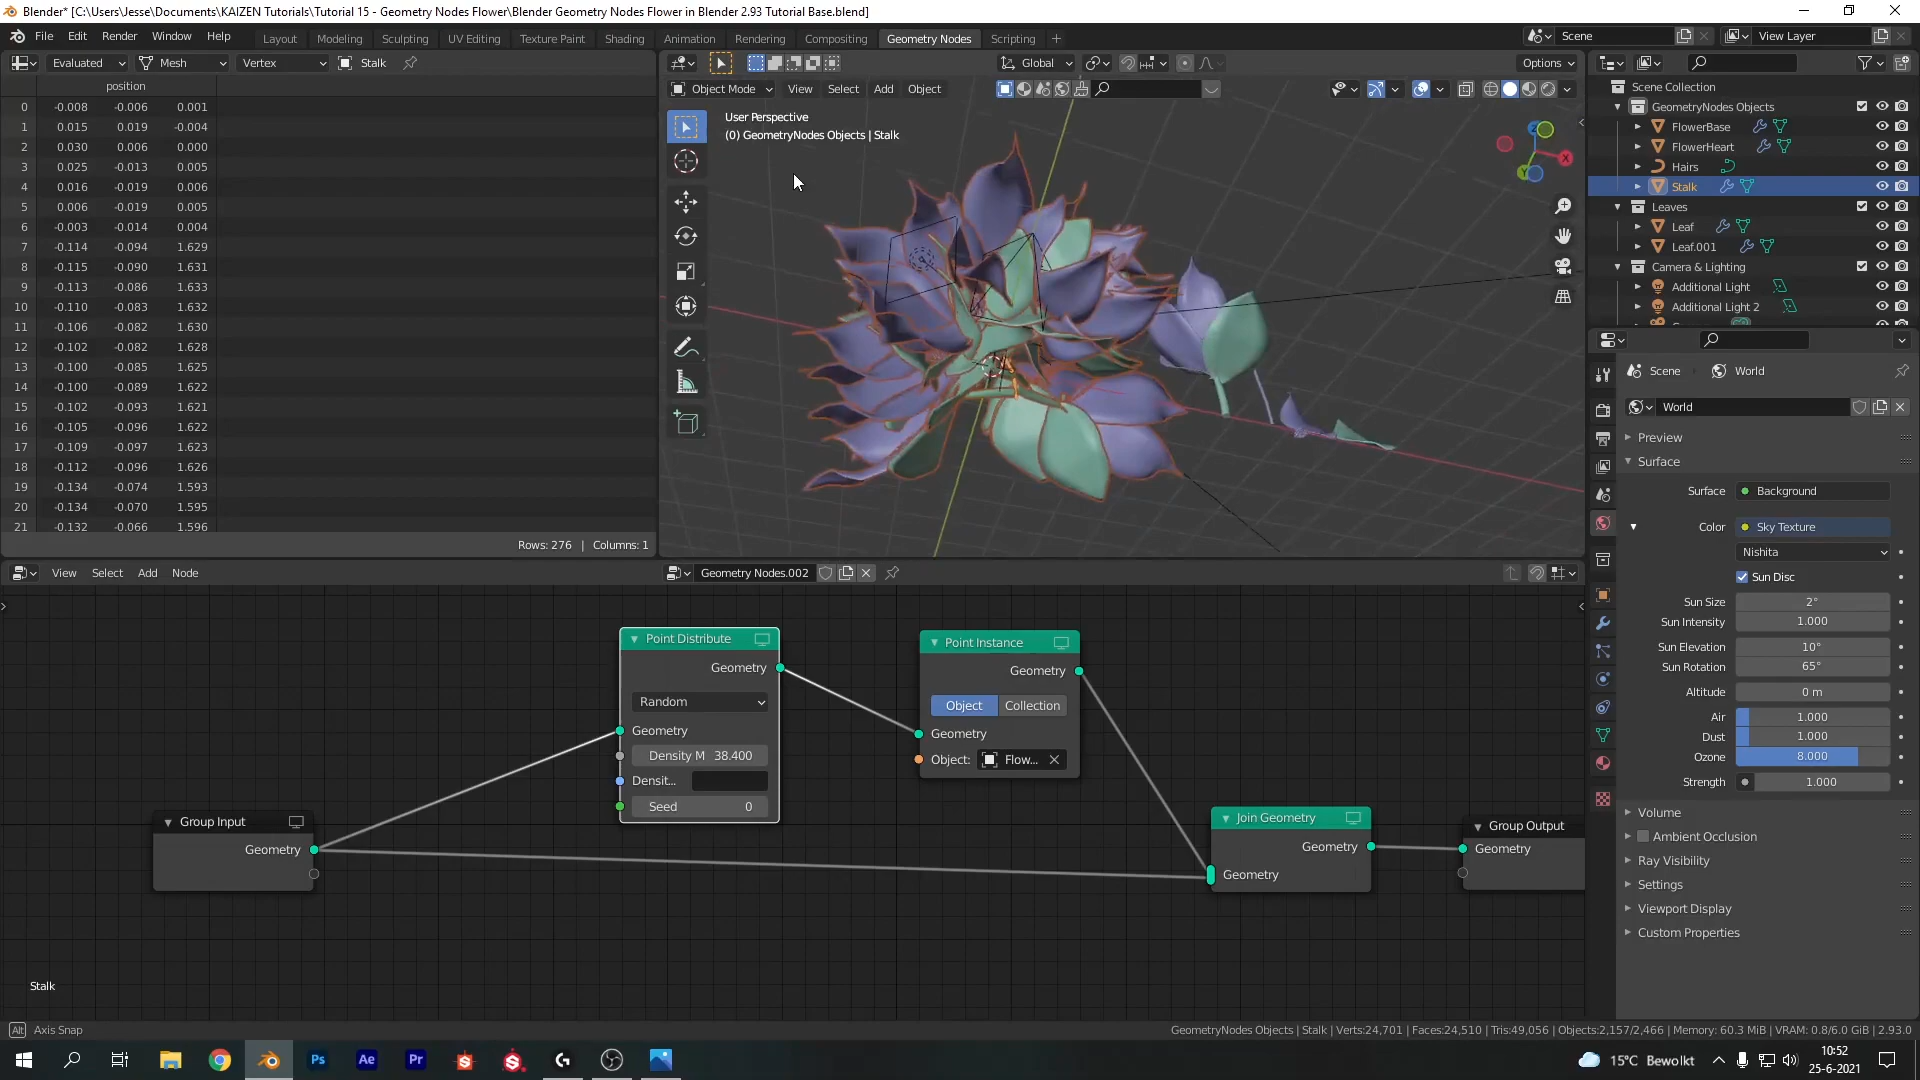 Blender* [C:\Users\Jesse\Documents\KAIZEN Tutorials\Tutorial 15 - Geometry Nodes Flower\Blender Geometry Nodes Flower in Blender 2.93 Tutorial Base.blend]
File Edit Render Window Help Layout Modeling Sculpting UV Editing Texture Paint Shading Animation Rendering Compositing Geometry Nodes Scripting + Scene View Layer
Evaluated Mesh Vertex Stalk Global Options
position
0 -0.008 -0.006 0.001
1 0.015 0.019 -0.004
2 0.030 0.006 0.000
3 0.025 -0.013 0.005
4 0.016 -0.019 0.006
5 0.006 -0.019 0.005
6 -0.003 -0.014 0.004
7 -0.114 -0.094 1.629
8 -0.115 -0.090 1.631
9 -0.113 -0.086 1.633
10 -0.110 -0.083 1.632
11 -0.106 -0.082 1.630
12 -0.102 -0.082 1.628
13 -0.100 -0.085 1.625
14 -0.100 -0.089 1.622
15 -0.102 -0.093 1.621
16 -0.105 -0.096 1.622
17 -0.109 -0.097 1.623
18 -0.112 -0.096 1.626
19 -0.134 -0.074 1.593
20 -0.134 -0.070 1.595
21 -0.132 -0.066 1.596
Rows: 276 | Columns: 1
Object Mode View Select Add Object
User Perspective
(0) GeometryNodes Objects | Stalk
Z
X
Y
Scene Collection
GeometryNodes Objects
FlowerBase
FlowerHeart
Hairs
Stalk
Leaves
Leaf
Leaf.001
Camera & Lighting
Additional Light
Additional Light 2
Scene World
World
Preview
Surface
Surface Background
Color Sky Texture
Nishita
Sun Disc
Sun Size 2°
Sun Intensity 1.000
Sun Elevation 10°
Sun Rotation 65°
Altitude 0 m
Air 1.000
Dust 1.000
Ozone 8.000
Strength 1.000
Volume
Ambient Occlusion
Ray Visibility
Settings
Viewport Display
Custom Properties
View Select Add Node Geometry Nodes.002
Point Distribute
Geometry
Random
Geometry
Density M 38.400
Densit...
Seed 0
Point Instance
Geometry
Object Collection
Geometry
Object: Flow...
Group Input
Geometry
Join Geometry
Geometry
Geometry
Group Output
Geometry
Stalk
Alt Axis Snap
GeometryNodes Objects | Stalk | Verts:24,701 | Faces:24,510 | Tris:49,056 | Objects:2,157/2,466 | Memory: 60.3 MiB | VRAM: 0.8/6.0 GiB | 2.93.0
Ps Ae Pr
15°C Bewolkt
10:52
25-6-2021